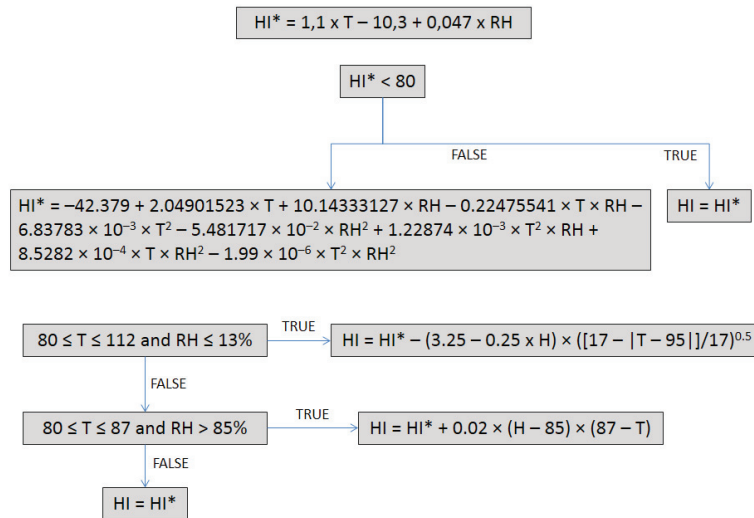 HI* = 1,1 x T – 10,3 + 0,047 x RH
HI* < 80
FALSE
TRUE
HI* = –42.379 + 2.04901523 × T + 10.14333127 × RH – 0.22475541 × T × RH –
6.83783 × 10⁻³ × T² – 5.481717 × 10⁻² × RH² + 1.22874 × 10⁻³ × T² × RH +
8.5282 × 10⁻⁴ × T × RH² – 1.99 × 10⁻⁶ × T² × RH²
HI = HI*
80 ≤ T ≤ 112 and RH ≤ 13%
TRUE
HI = HI* – (3.25 – 0.25 x H) × ([17 – |T – 95|]/17)⁰·⁵
FALSE
80 ≤ T ≤ 87 and RH > 85%
TRUE
HI = HI* + 0.02 × (H – 85) × (87 – T)
FALSE
HI = HI*